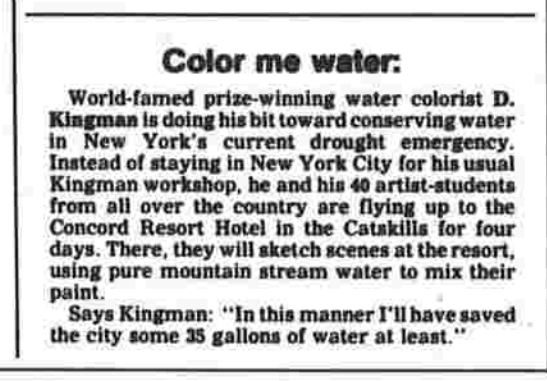 Color me water:
World-famed prize-winning water colorist D.
Kingman is doing his bit toward conserving water
in New York's current drought emergency.
Instead of staying in New York City for his usual
Kingman workshop, he and his 40 artist-students
from all over the country are flying up to the
Concord Resort Hotel in the Catskills for four
days. There, they will sketch scenes at the resort,
using pure mountain stream water to mix their
paint.
Says Kingman: "In this manner I'll have saved
the city some 35 gallons of water at least."